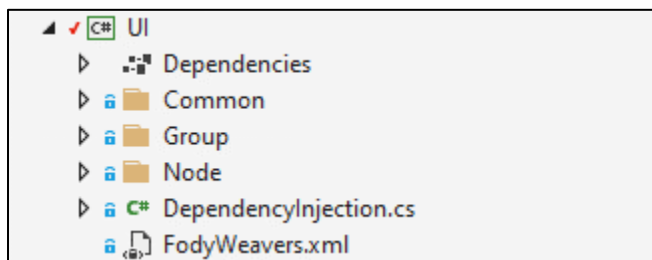 C# UI
Dependencies
Common
Group
Node
C# DependencyInjection.cs
FodyWeavers.xml